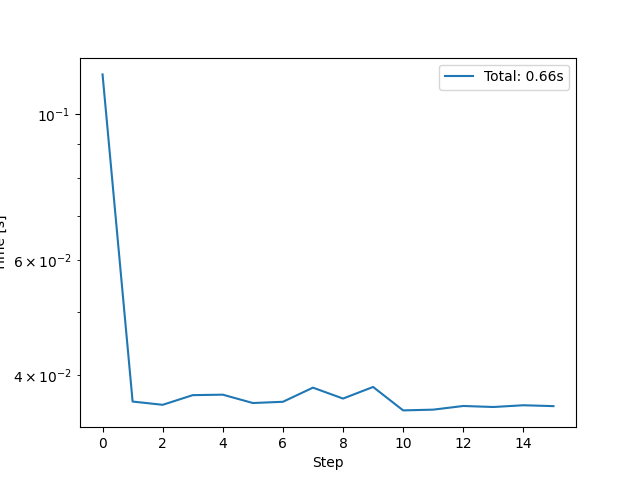 Total: 0.66s
10⁻¹
6 × 10⁻²
4 × 10⁻²
[s]
0 2 4 6 8 10 12 14
Step